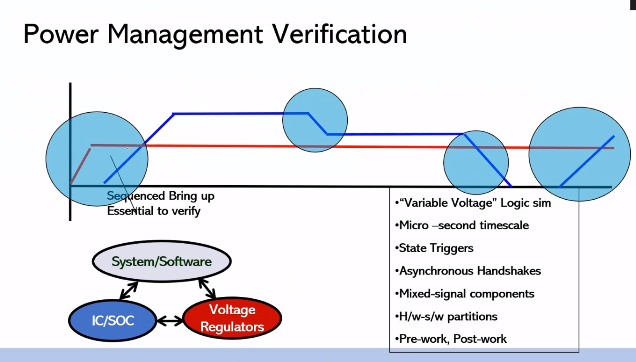 Power Management Verification
Sequenced Bring up
Essential to verify
•"Variable Voltage" Logic sim
•Micro –second timescale
•State Triggers
•Asynchronous Handshakes
•Mixed-signal components
•H/w-s/w partitions
•Pre-work, Post-work
System/Software
IC/SOC
Voltage
Regulators